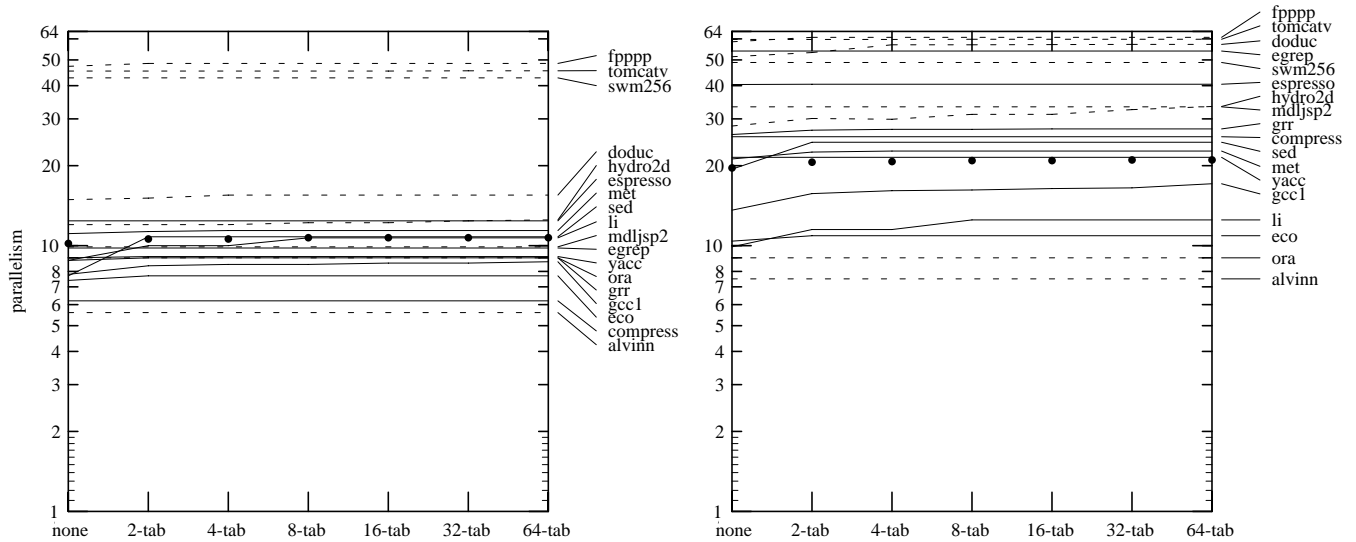 64
50
40
30
20
10
8
7
6
5
4
3
2
1
parallelism
none 2-tab 4-tab 8-tab 16-tab 32-tab 64-tab
fpppp
tomcatv
swm256
doduc
hydro2d
espresso
met
sed
li
mdljsp2
egrep
yacc
ora
grr
gcc1
eco
compress
alvinn
64
50
40
30
20
10
8
7
6
5
4
3
2
1
none 2-tab 4-tab 8-tab 16-tab 32-tab 64-tab
fpppp
tomcatv
doduc
egrep
swm256
espresso
hydro2d
mdljsp2
grr
compress
sed
met
yacc
gcc1
li
eco
ora
alvinn